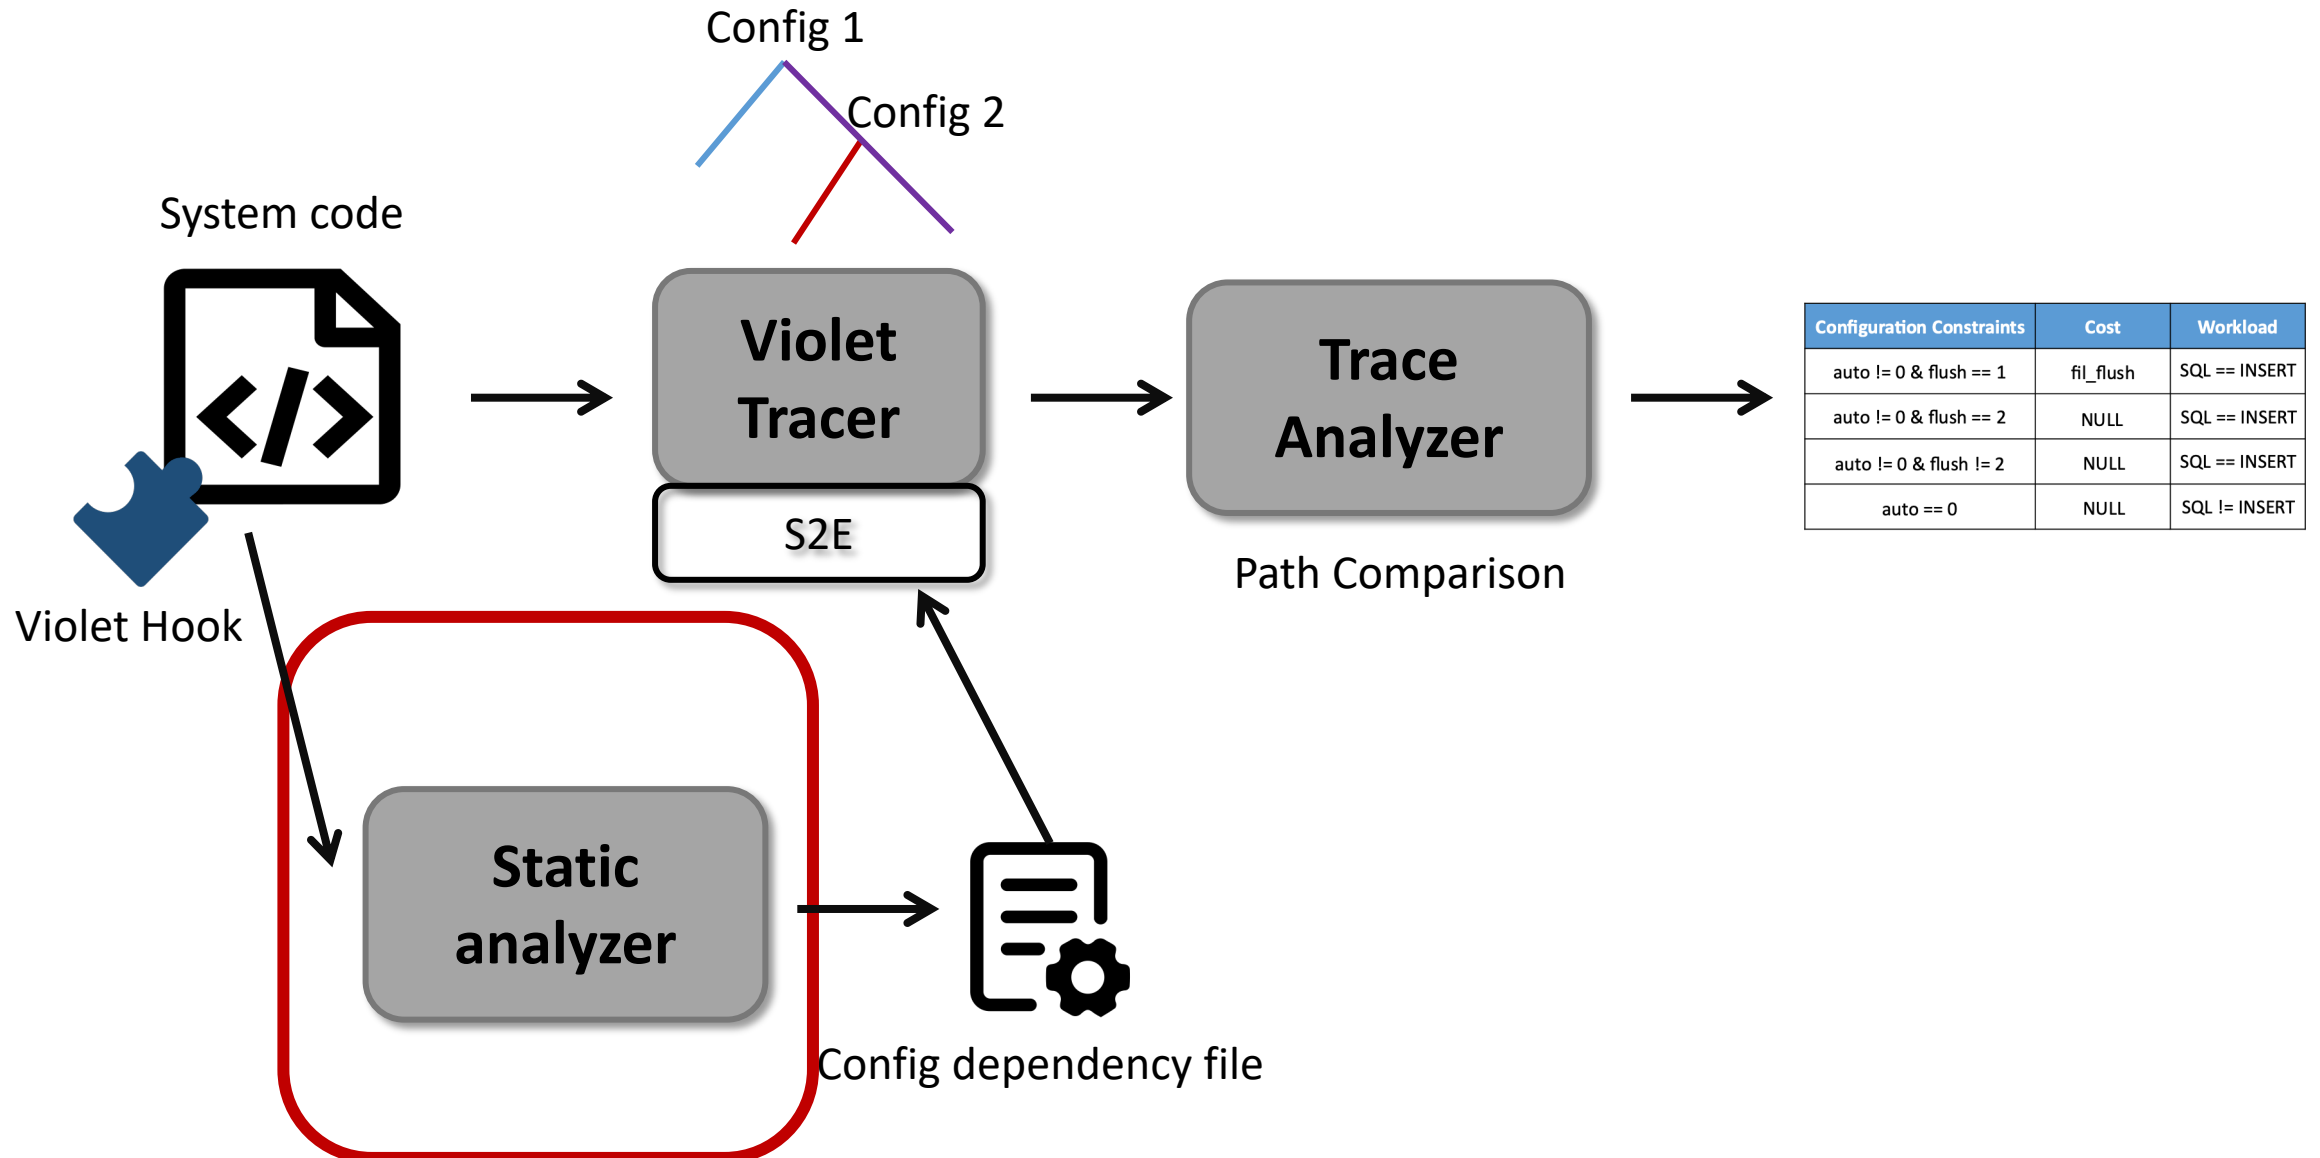 Config 1
Config 2
System code
Violet
Tracer
S2E
Trace
Analyzer
Path Comparison
Configuration Constraints Cost Workload
auto != 0 & flush == 1 fil_flush SQL == INSERT
auto != 0 & flush == 2 NULL SQL == INSERT
auto != 0 & flush != 2 NULL SQL == INSERT
auto == 0 NULL SQL != INSERT
</>
Violet Hook
Static
analyzer
Config dependency file